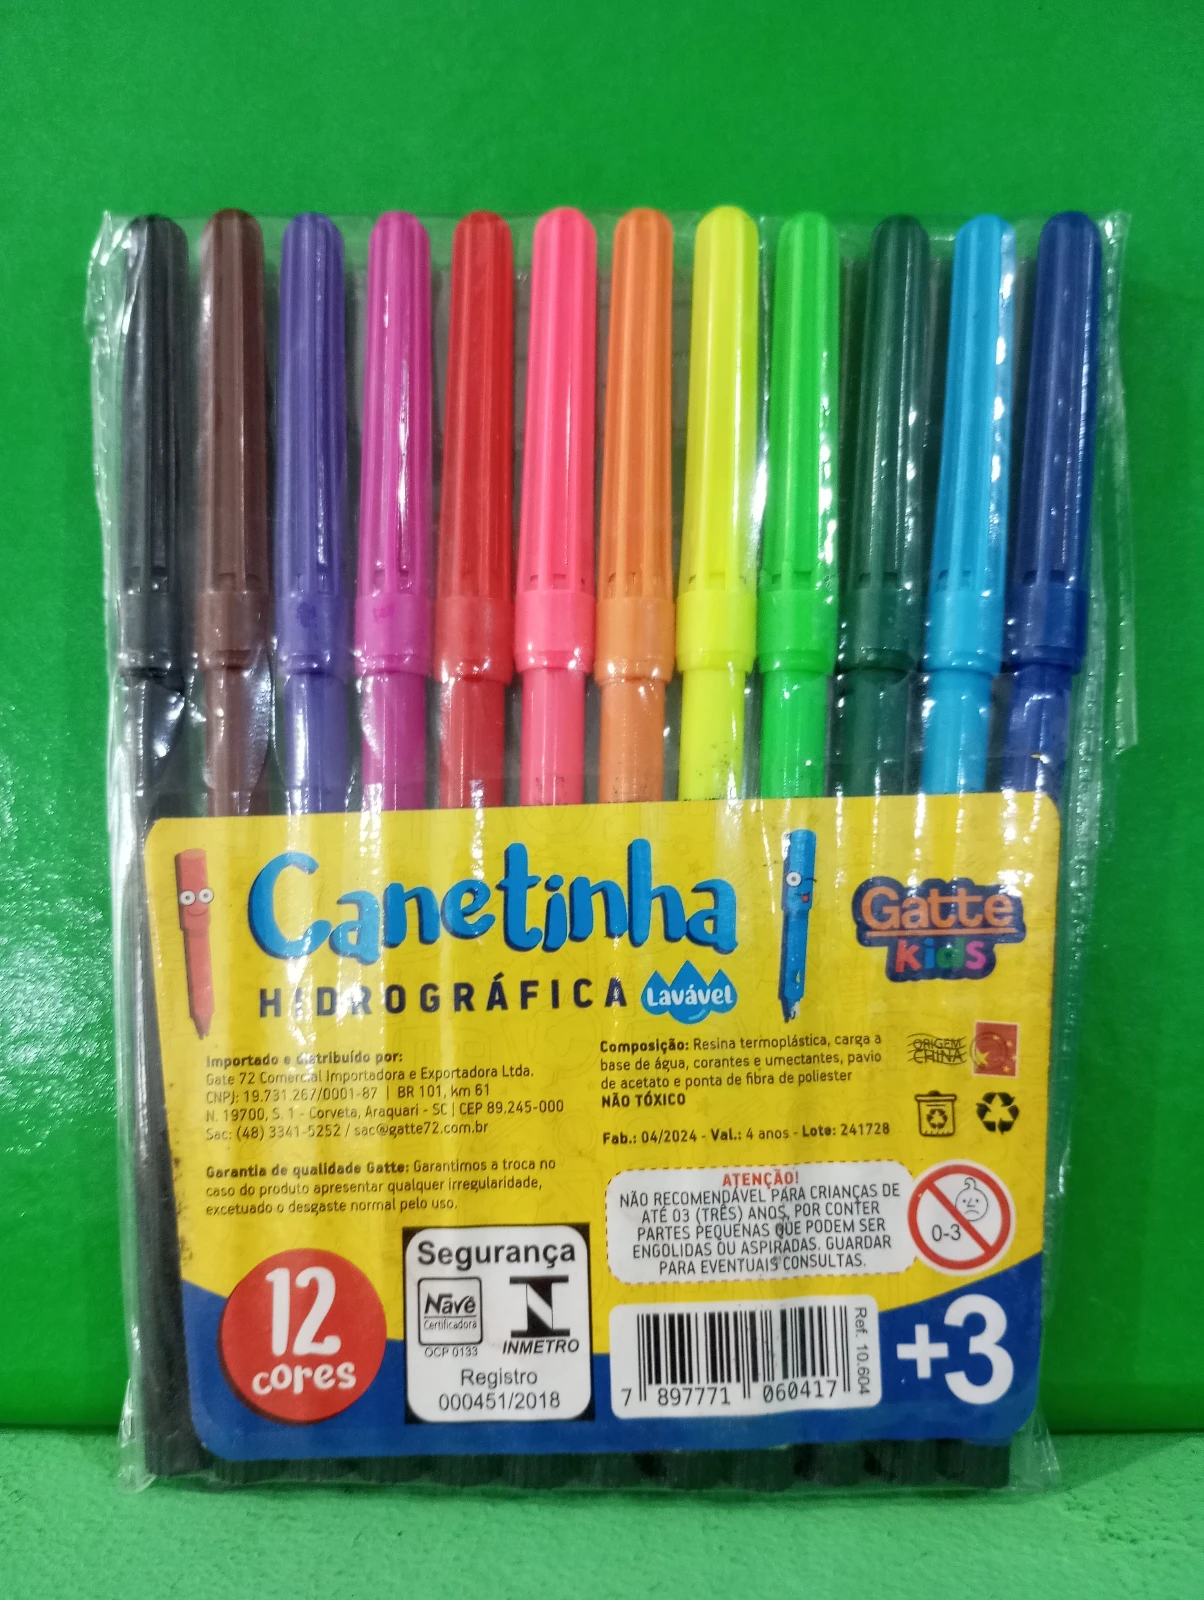 Canetinha
HIDROGRÁFICA Lavável
Gatte
kids
Importado e distribuído por:
Gate 72 Comercial Importadora e Exportadora Ltda.
CNPJ: 19.731.267/0001-87 | BR 101, km 61
N. 19700, S. 1 - Corveta, Araquari - SC | CEP 89.245-000
Sac: (48) 3341-5252 / sac@gatte72.com.br
Garantia de qualidade Gatte: Garantimos a troca no
caso do produto apresentar qualquer irregularidade,
excetuado o desgaste normal pelo uso.
Composição: Resina termoplástica, carga a
base de água, corantes e umectantes, pavio
de acetato e ponta de fibra de poliester
NÃO TÓXICO
Fab.: 04/2024 - Val.: 4 anos - Lote: 241728
ORIGEM
CHINA
ATENÇÃO!
NÃO RECOMENDÁVEL PARA CRIANÇAS DE
ATÉ 03 (TRÊS) ANOS, POR CONTER
PARTES PEQUENAS QUE PODEM SER
ENGOLIDAS OU ASPIRADAS. GUARDAR
PARA EVENTUAIS CONSULTAS.
0-3
12
cores
Segurança
Navê
Certificadora
OCP 0133
INMETRO
Registro
000451/2018
7 897771 060417
Ref. 10.604
+3